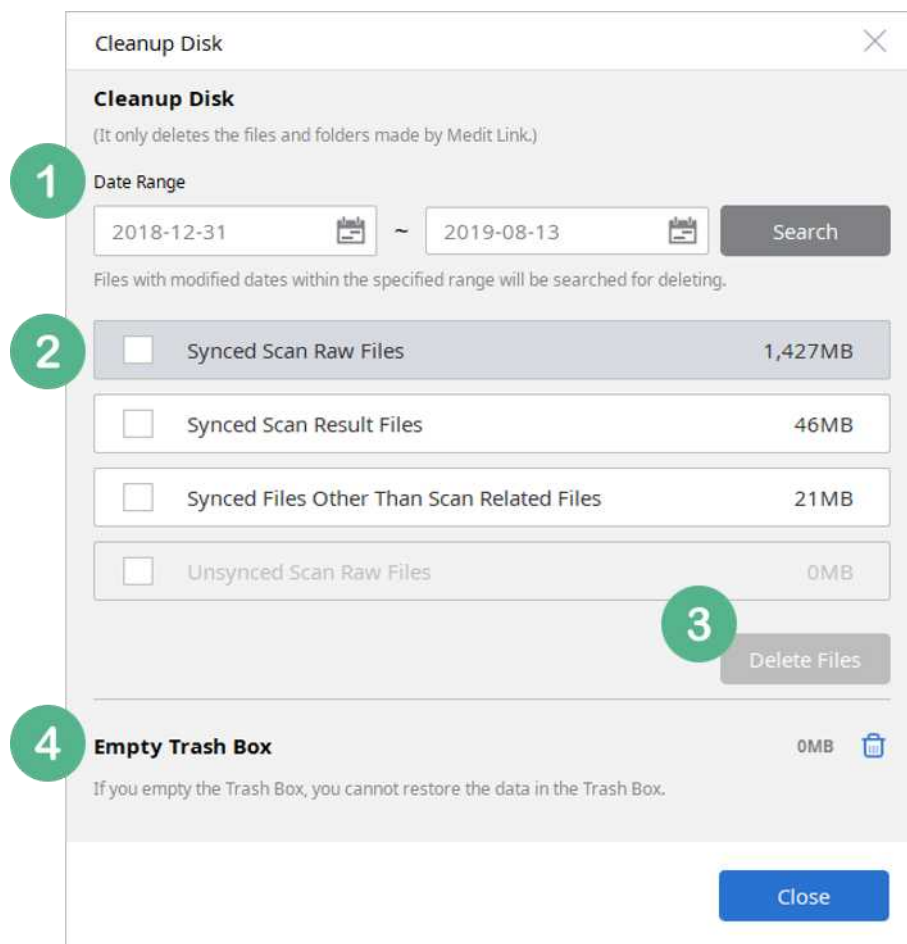 Cleanup Disk
Cleanup Disk
(It only deletes the files and folders made by Medit Link.)
1
Date Range
2018-12-31 ~ 2019-08-13 Search
Files with modified dates within the specified range will be searched for deleting.
2
Synced Scan Raw Files 1,427MB
Synced Scan Result Files 46MB
Synced Files Other Than Scan Related Files 21MB
Unsynced Scan Raw Files 0MB
3
Delete Files
4
Empty Trash Box 0MB
If you empty the Trash Box, you cannot restore the data in the Trash Box.
Close